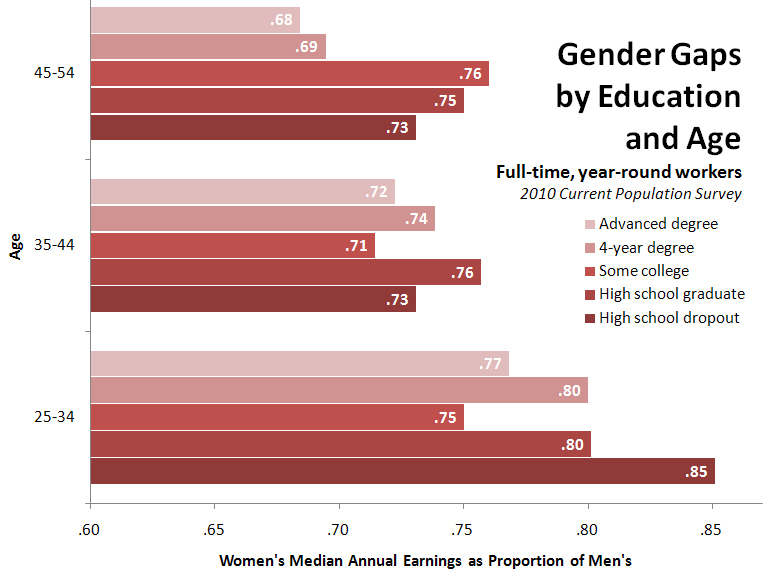 Gender Gaps
by Education
and Age
Full-time, year-round workers
2010 Current Population Survey
Advanced degree
4-year degree
Some college
High school graduate
High school dropout
Age
45-54
.68
.69
.76
.75
.73
35-44
.72
.74
.71
.76
.73
25-34
.77
.80
.75
.80
.85
.60 .65 .70 .75 .80 .85
Women's Median Annual Earnings as Proportion of Men's